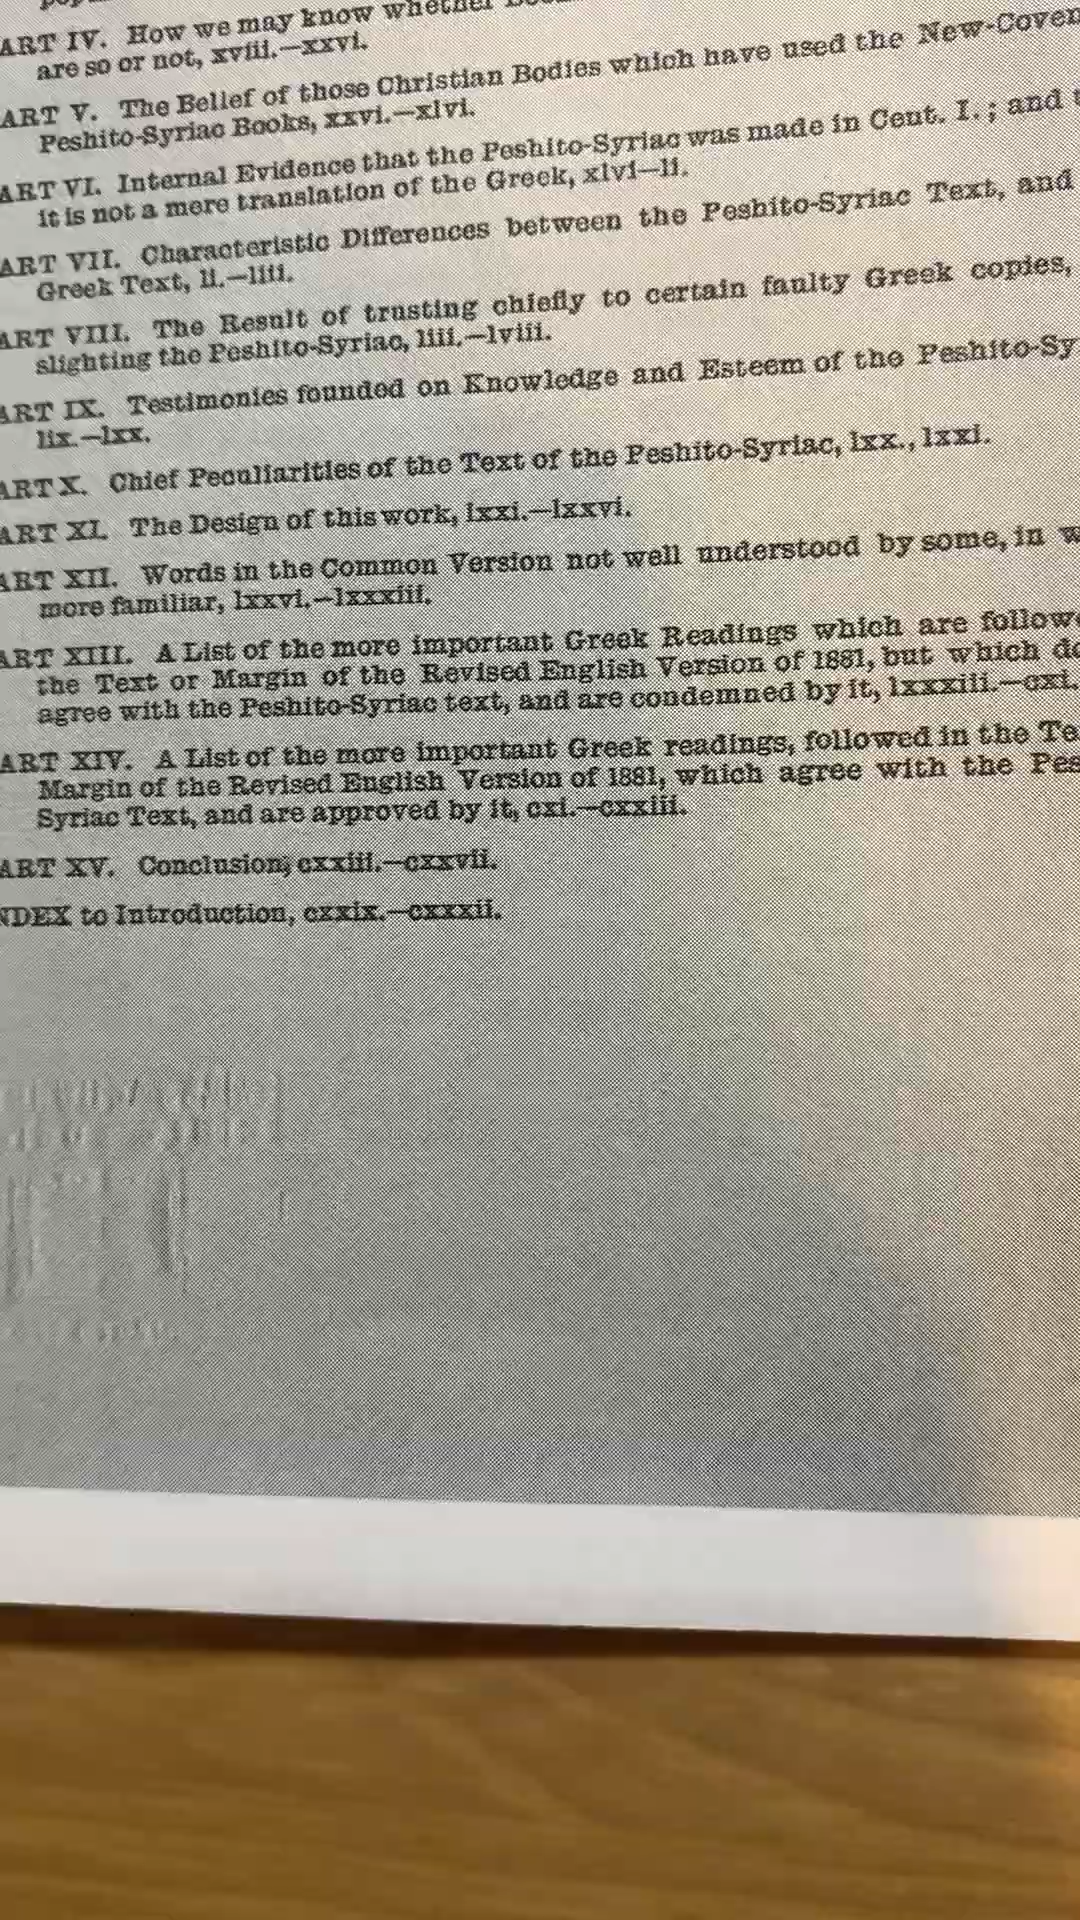 ART IV. How we may know whether
are so or not, xviii.—xxvi.
ART V. The Belief of those Christian Bodies which have used the New-Coven
Peshito-Syriac Books, xxvi.—xlvi.
ART VI. Internal Evidence that the Peshito-Syriac was made in Cent. I.; and t
it is not a mere translation of the Greek, xlvi—li.
ART VII. Characteristic Differences between the Peshito-Syriac Text, and
Greek Text, li.—liii.
ART VIII. The Result of trusting chiefly to certain faulty Greek copies,
slighting the Peshito-Syriac, liii.—lviii.
ART IX. Testimonies founded on Knowledge and Esteem of the Peshito-Sy
lix.—lxx.
ART X. Chief Peculiarities of the Text of the Peshito-Syriac, lxx., lxxi.
ART XI. The Design of this work, lxxi.—lxxvi.
ART XII. Words in the Common Version not well understood by some, in w
more familiar, lxxvi.—lxxxiii.
ART XIII. A List of the more important Greek Readings which are follow
the Text or Margin of the Revised English Version of 1881, but which do
agree with the Peshito-Syriac text, and are condemned by it, lxxxiii.—cxi.
ART XIV. A List of the more important Greek readings, followed in the Te
Margin of the Revised English Version of 1881, which agree with the Pes
Syriac Text, and are approved by it, cxi.—cxxiii.
ART XV. Conclusion, cxxiii.—cxxvii.
NDEX to Introduction, cxxix.—cxxxii.